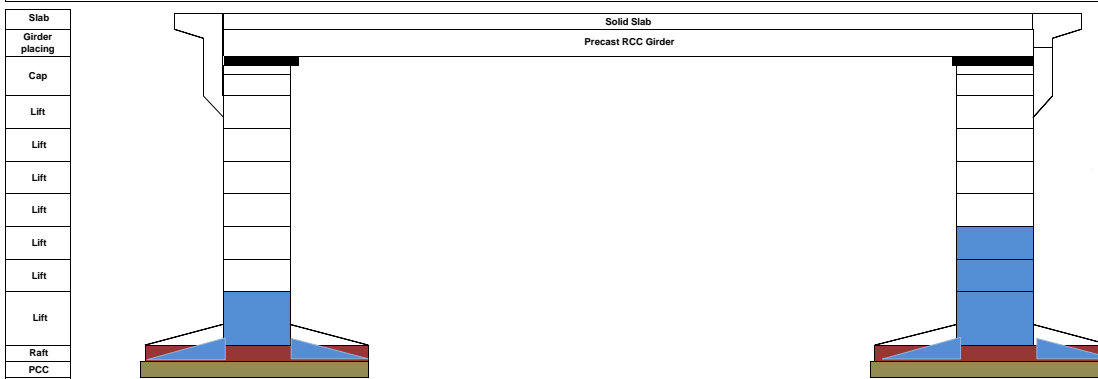 Slab
Solid Slab
Girder
placing
Precast RCC Girder
Cap
Lift
Lift
Lift
Lift
Lift
Lift
Lift
Raft
PCC